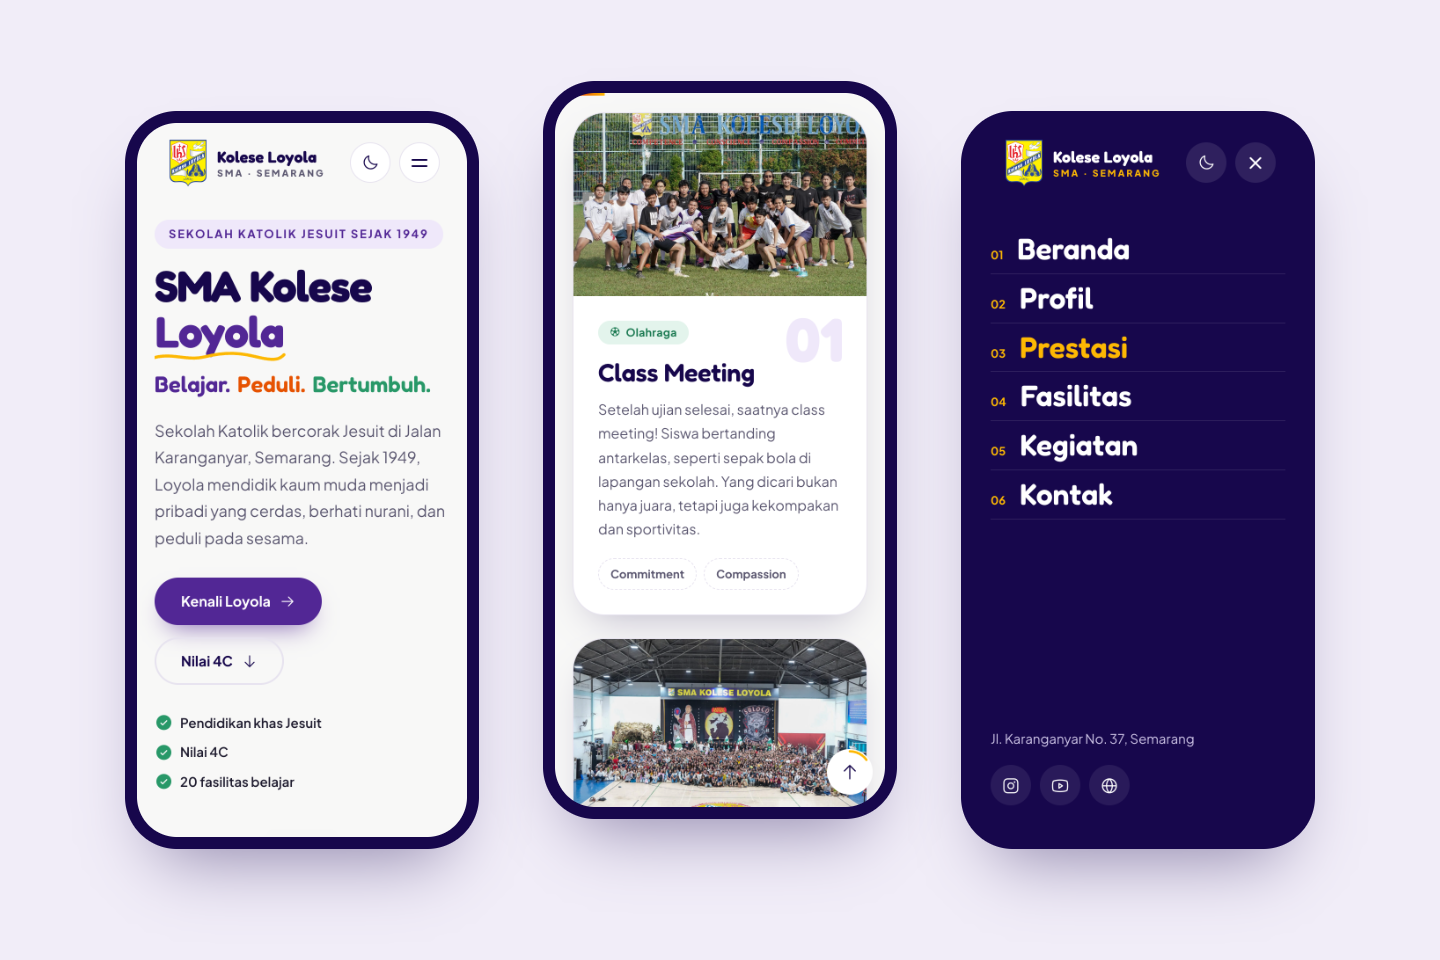 Kolese Loyola
SMA · SEMARANG
SEKOLAH KATOLIK JESUIT SEJAK 1949
SMA Kolese
Loyola
Belajar. Peduli. Bertumbuh.
Sekolah Katolik bercorak Jesuit di Jalan
Karanganyar, Semarang. Sejak 1949,
Loyola mendidik kaum muda menjadi
pribadi yang cerdas, berhati nurani, dan
peduli pada sesama.
Kenali Loyola
Nilai 4C
Pendidikan khas Jesuit
Nilai 4C
20 fasilitas belajar
SMA KOLESE LOYO
Olahraga
01
Class Meeting
Setelah ujian selesai, saatnya class
meeting! Siswa bertanding
antarkelas, seperti sepak bola di
lapangan sekolah. Yang dicari bukan
hanya juara, tetapi juga kekompakan
dan sportivitas.
Commitment
Compassion
SMA KOLESE LOYOLA
Kolese Loyola
SMA · SEMARANG
01 Beranda
02 Profil
03 Prestasi
04 Fasilitas
05 Kegiatan
06 Kontak
Jl. Karanganyar No. 37, Semarang